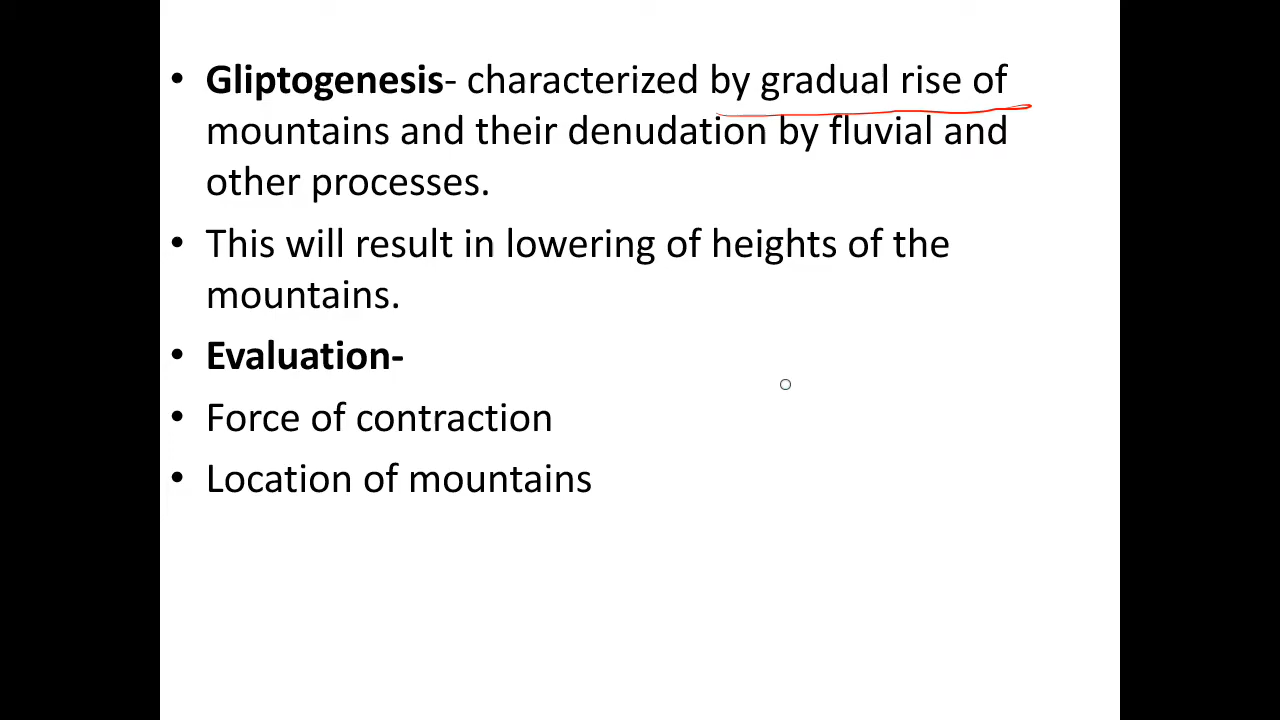 • Gliptogenesis- characterized by gradual rise of
mountains and their denudation by fluvial and
other processes.
• This will result in lowering of heights of the
mountains.
• Evaluation-
• Force of contraction
• Location of mountains